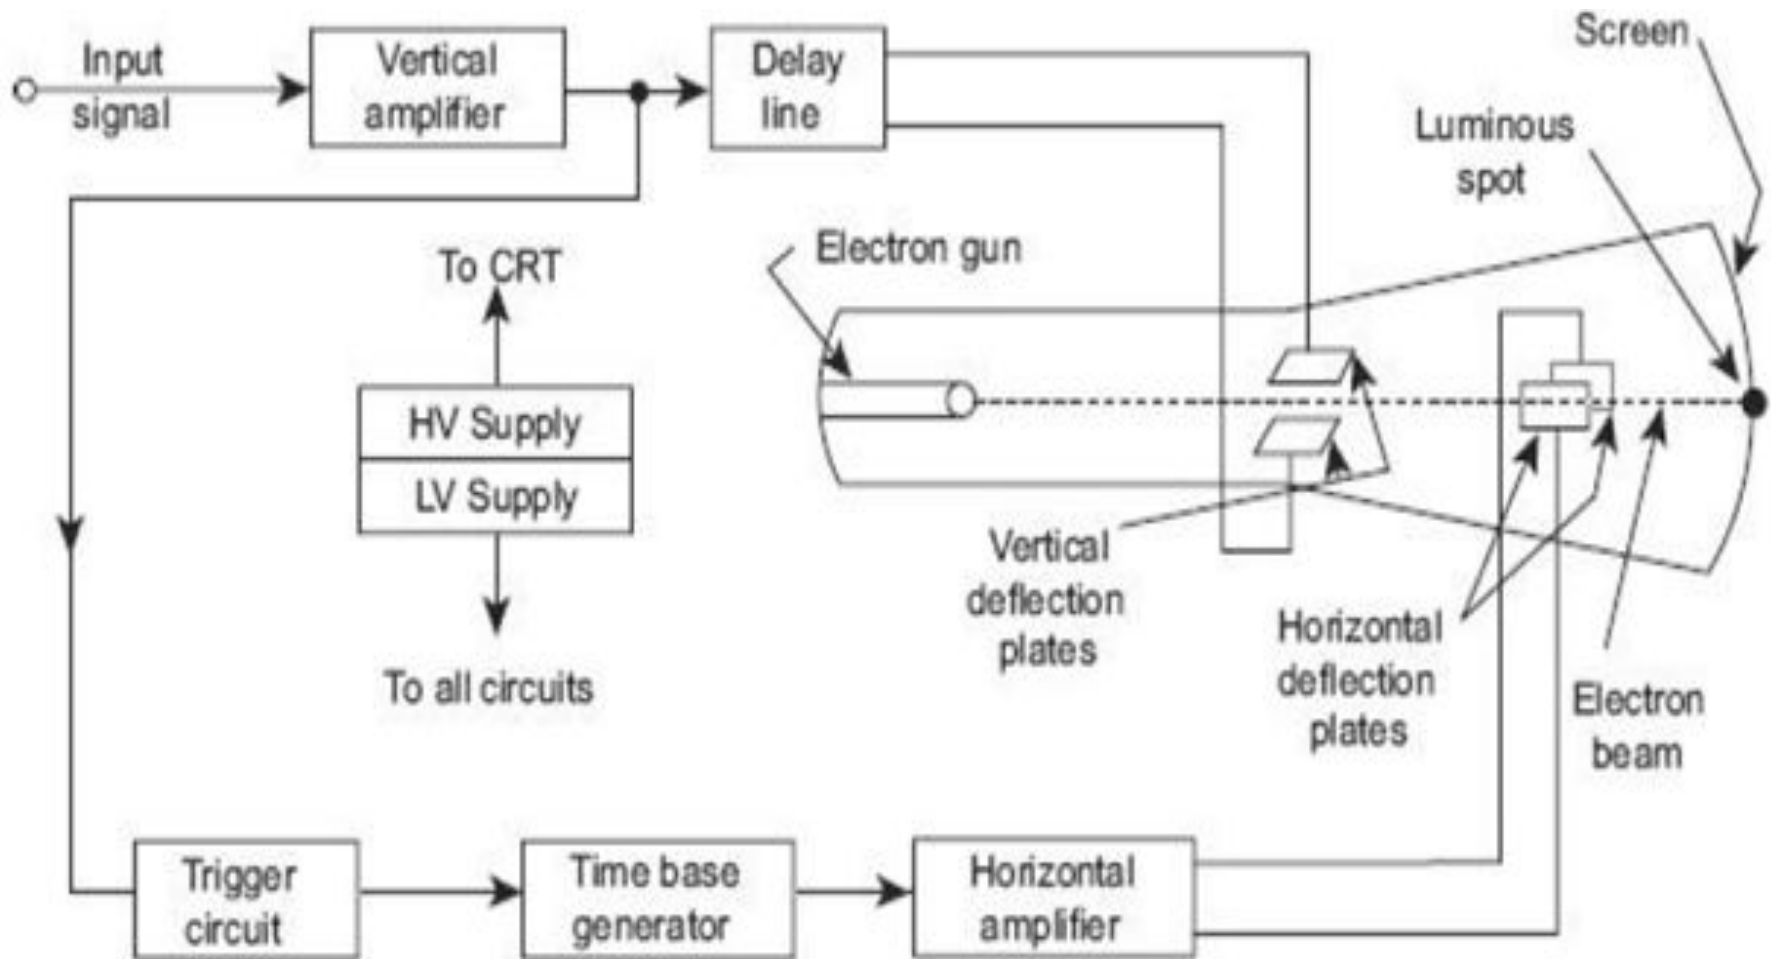 Input
signal
Vertical
amplifier
Delay
line
Screen
Luminous
spot
Electron gun
To CRT
HV Supply
LV Supply
To all circuits
Vertical
deflection
plates
Horizontal
deflection
plates
Electron
beam
Trigger
circuit
Time base
generator
Horizontal
amplifier